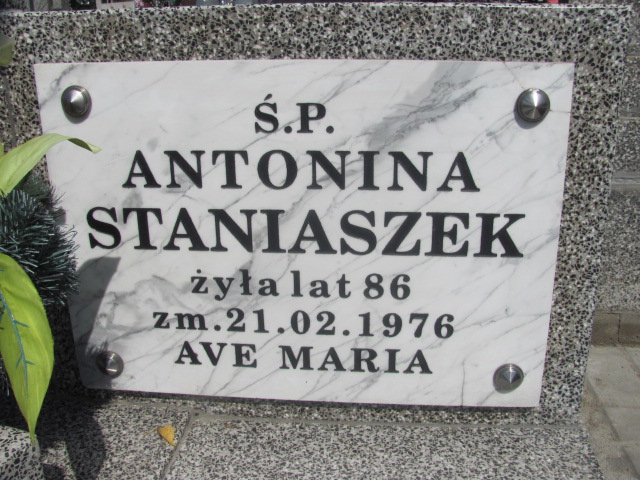 Ś.P.
ANTONINA
STANIASZEK
żyła lat 86
zm.21.02.1976
AVE MARIA